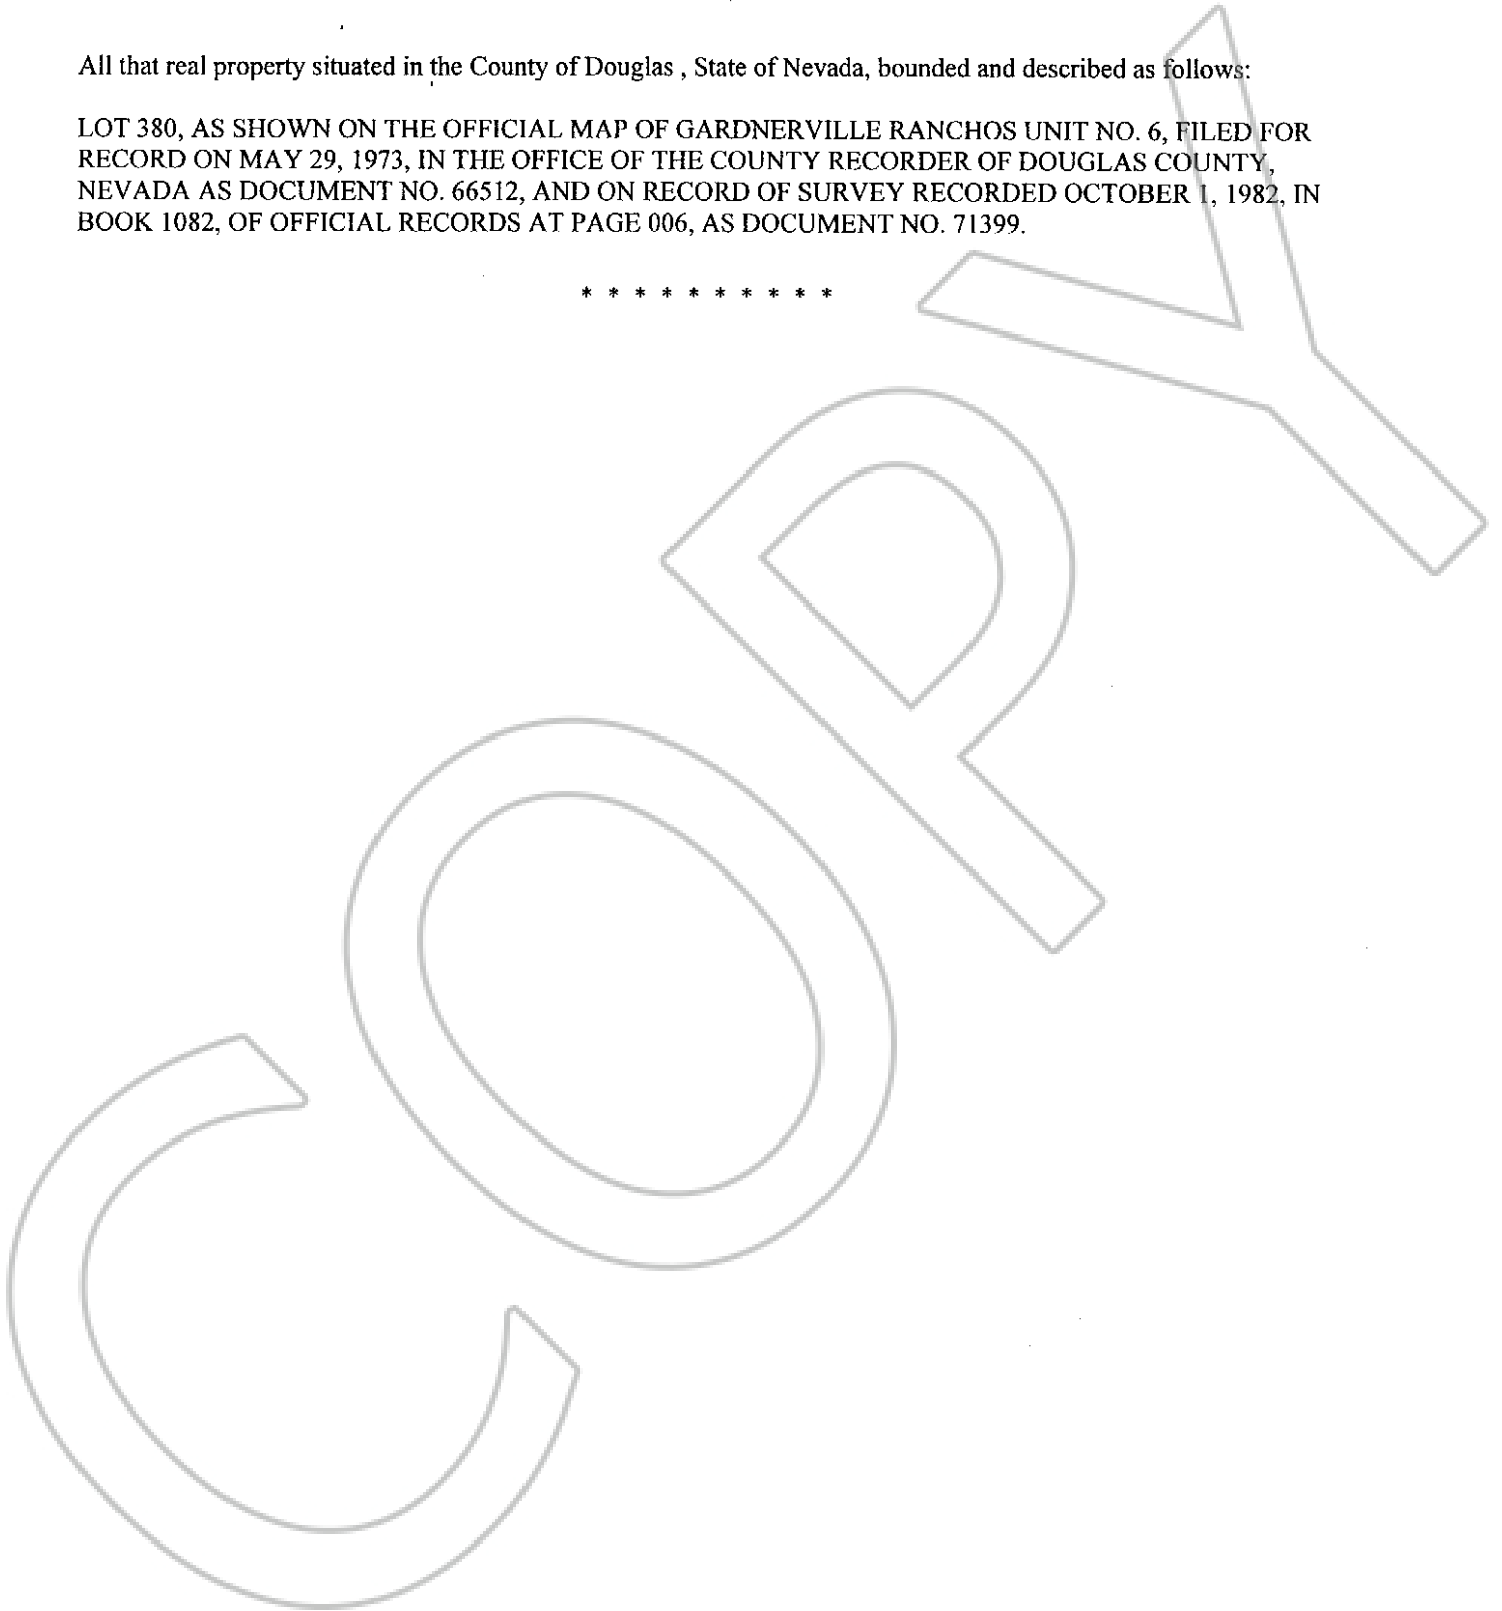 All that real property situated in the County of Douglas , State of Nevada, bounded and described as follows:
LOT 380, AS SHOWN ON THE OFFICIAL MAP OF GARDNERVILLE RANCHOS UNIT NO. 6, FILED FOR
RECORD ON MAY 29, 1973, IN THE OFFICE OF THE COUNTY RECORDER OF DOUGLAS COUNTY,
NEVADA AS DOCUMENT NO. 66512, AND ON RECORD OF SURVEY RECORDED OCTOBER 1, 1982, IN
BOOK 1082, OF OFFICIAL RECORDS AT PAGE 006, AS DOCUMENT NO. 71399.
* * * * * * * * * *
COPY